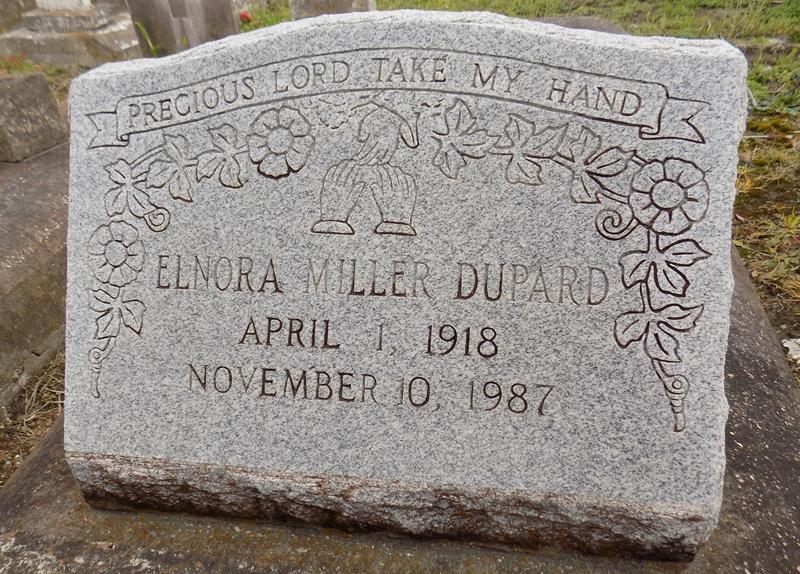 PRECIOUS LORD TAKE MY HAND
ELNORA MILLER DUPARD
APRIL 1, 1918
NOVEMBER 10, 1987